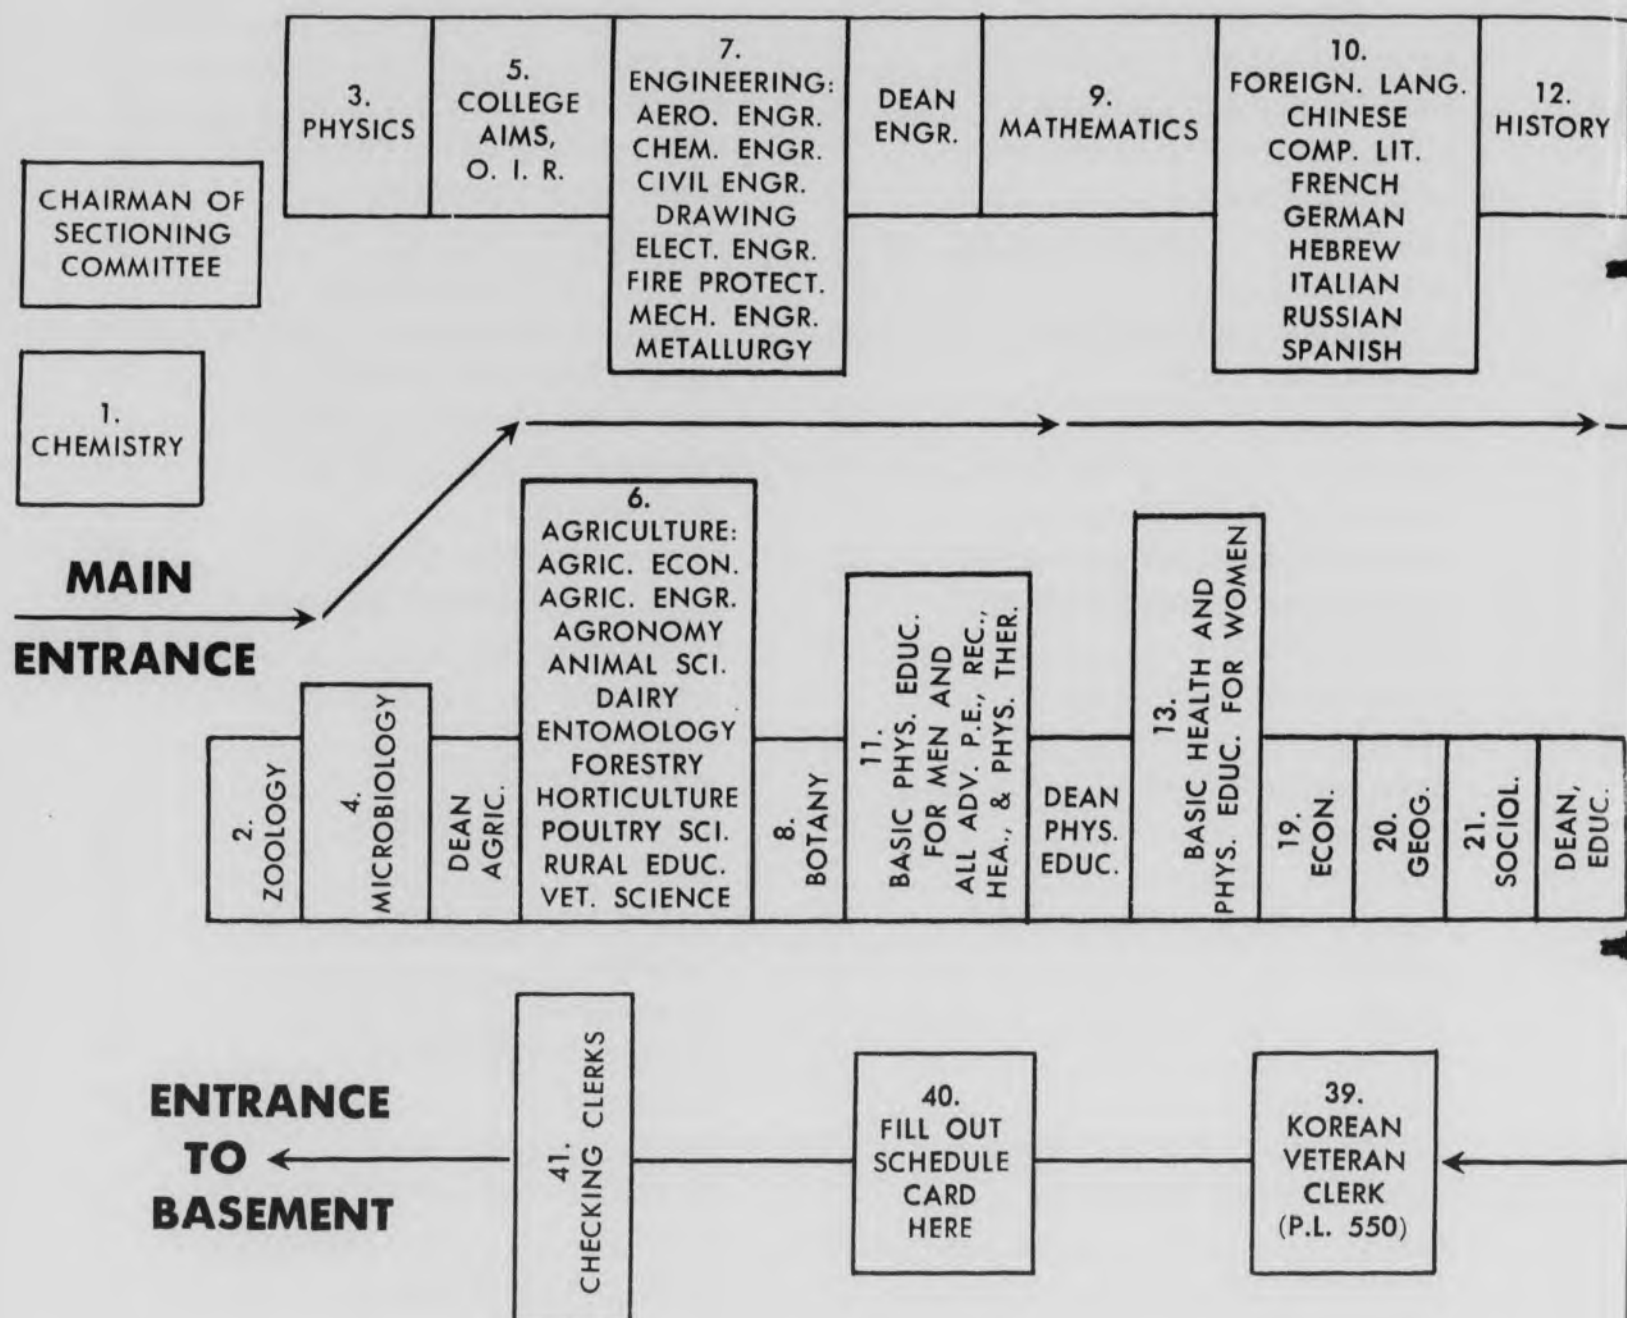 3.
PHYSICS
5.
COLLEGE
AIMS,
O. I. R.
7.
ENGINEERING:
AERO. ENGR.
CHEM. ENGR.
CIVIL ENGR.
DRAWING
ELECT. ENGR.
FIRE PROTECT.
MECH. ENGR.
METALLURGY
DEAN
ENGR.
9.
MATHEMATICS
10.
FOREIGN. LANG.
CHINESE
COMP. LIT.
FRENCH
GERMAN
HEBREW
ITALIAN
RUSSIAN
SPANISH
12.
HISTORY
CHAIRMAN OF
SECTIONING
COMMITTEE
1.
CHEMISTRY
MAIN
ENTRANCE
2.
ZOOLOGY
4.
MICROBIOLOGY
DEAN
AGRIC.
6.
AGRICULTURE:
AGRIC. ECON.
AGRIC. ENGR.
AGRONOMY
ANIMAL SCI.
DAIRY
ENTOMOLOGY
FORESTRY
HORTICULTURE
POULTRY SCI.
RURAL EDUC.
VET. SCIENCE
8.
BOTANY
11.
BASIC PHYS. EDUC.
FOR MEN AND
ALL ADV. P.E., REC.,
HEA., & PHYS. THER.
DEAN
PHYS.
EDUC.
13.
BASIC HEALTH AND
PHYS. EDUC. FOR WOMEN
19.
ECON.
20.
GEOG.
21.
SOCIOL.
DEAN,
EDUC.
ENTRANCE
TO
BASEMENT
41.
CHECKING CLERKS
40.
FILL OUT
SCHEDULE
CARD
HERE
39.
KOREAN
VETERAN
CLERK
(P.L. 550)